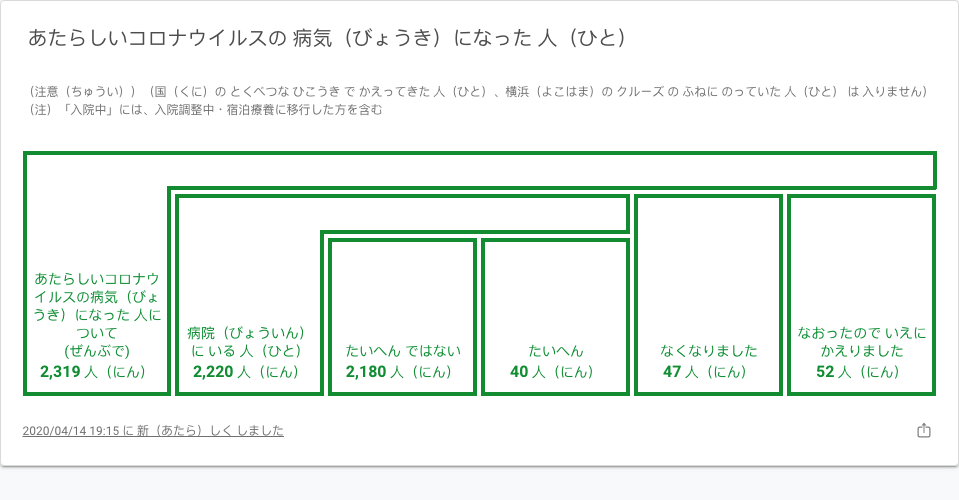 あたらしいコロナウイルスの 病気（びょうき）になった 人（ひと）
（注意（ちゅうい））（国（くに）の とくべつな ひこうき で かえってきた 人（ひと）、横浜（よこはま）の クルーズ の ふねに のっていた 人（ひと） は 入りません）
（注）「入院中」には、入院調整中・宿泊療養に移行した方を含む
あたらしいコロナウ
イルスの病気（びょ
うき）になった 人に
ついて
(ぜんぶで)
2,319 人（にん）
病院（びょういん）
に いる 人（ひと）
2,220 人（にん）
たいへん ではない
2,180 人（にん）
たいへん
40 人（にん）
なくなりました
47 人（にん）
なおったので いえに
かえりました
52 人（にん）
2020/04/14 19:15 に 新（あたら）しく しました